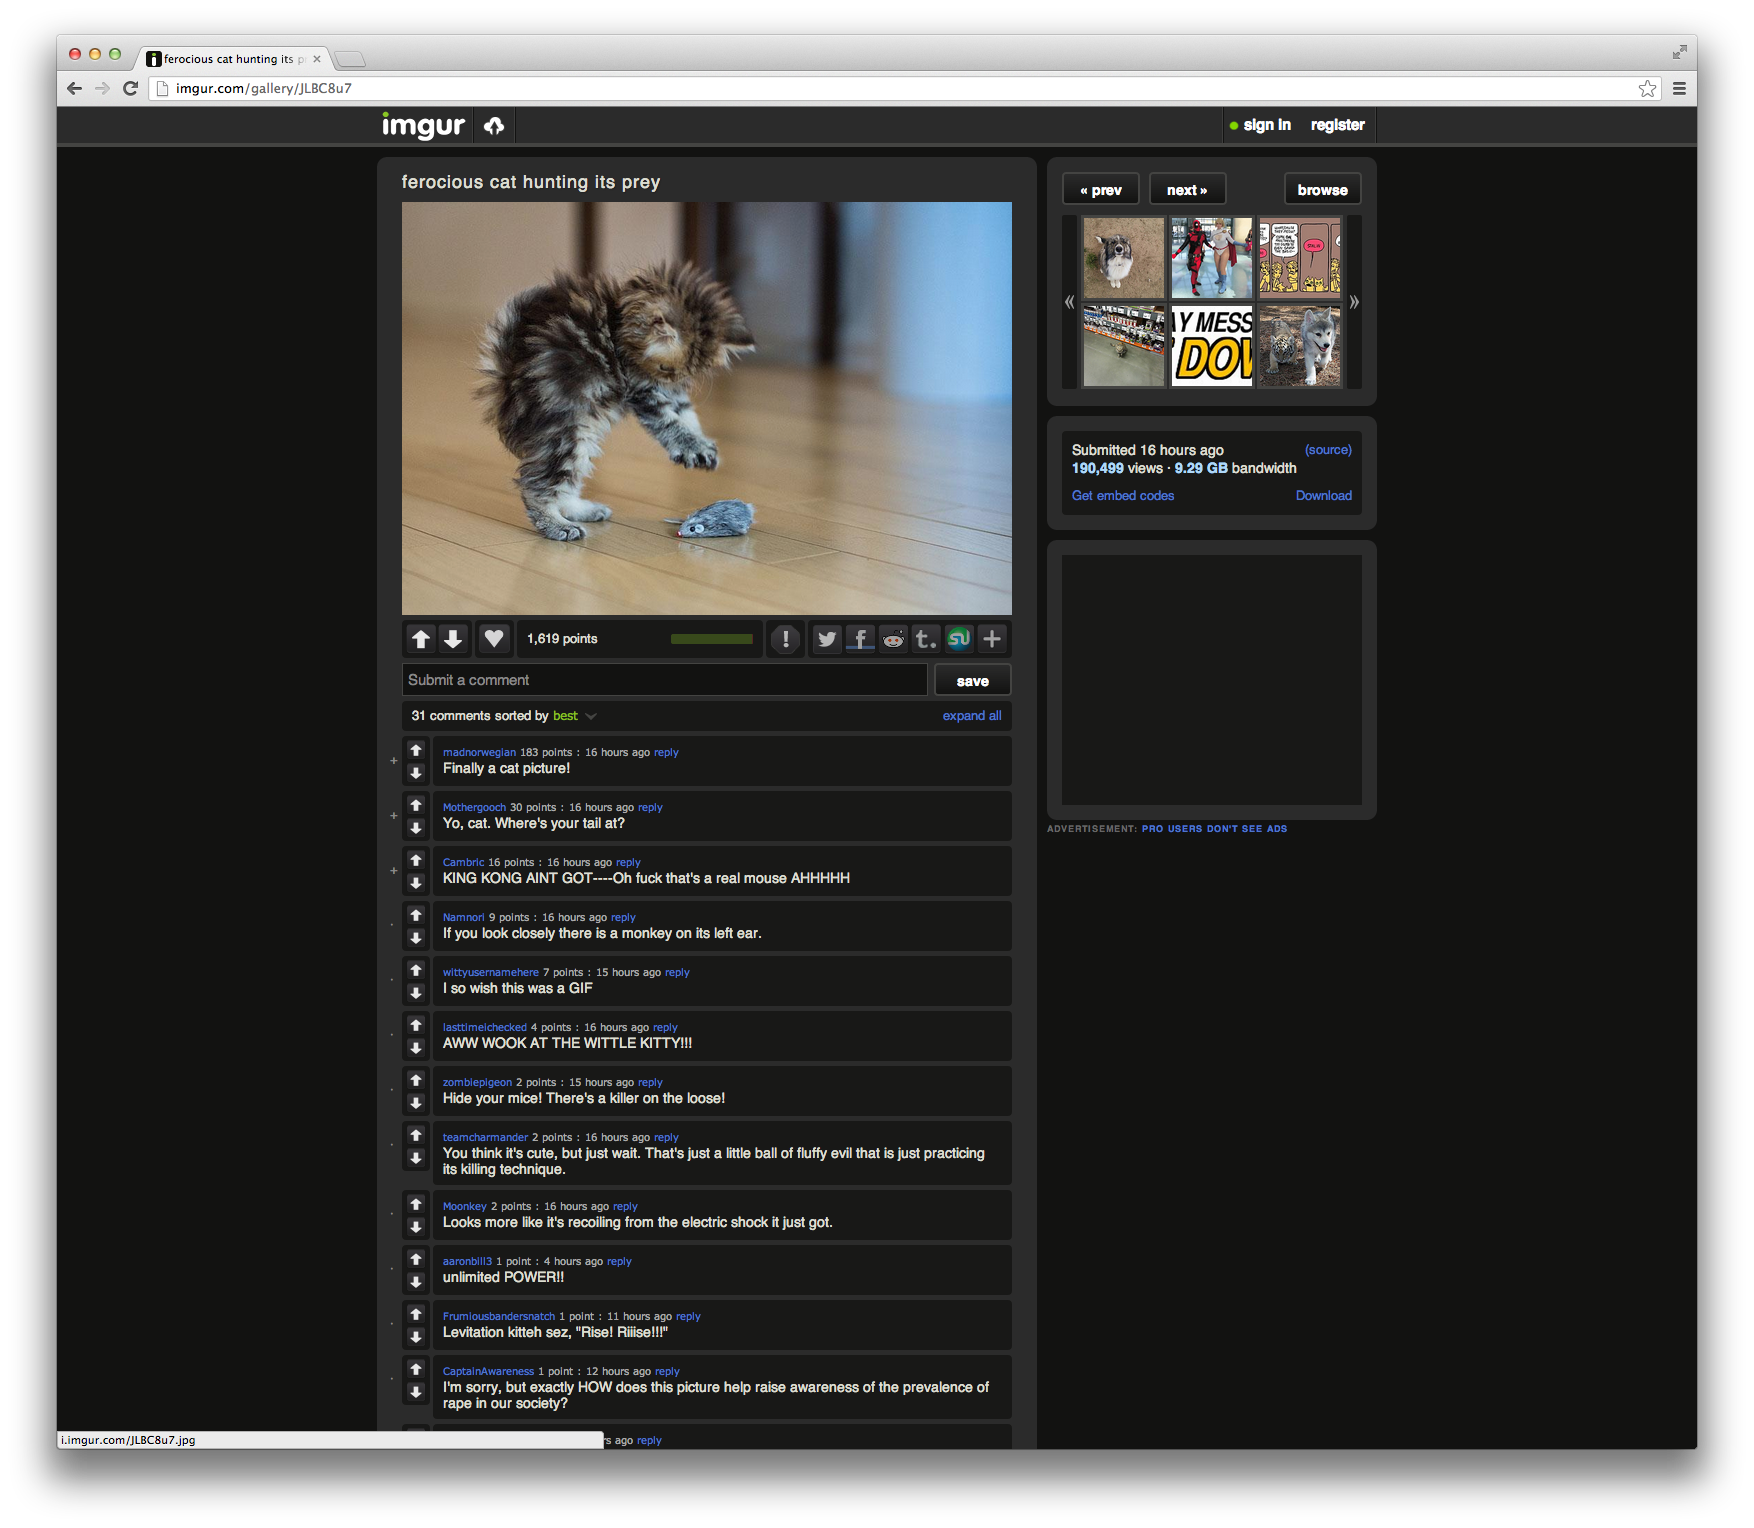 ferocious cat hunting its p
imgur.com/gallery/JLBC8u7
imgur
sign in register
ferocious cat hunting its prey
« prev next » browse
AY MESS
DOW
Submitted 16 hours ago (source)
190,499 views · 9.29 GB bandwidth
Get embed codes Download
1,619 points
Submit a comment save
31 comments sorted by best expand all
madnorwegian 183 points : 16 hours ago reply
Finally a cat picture!
Mothergooch 30 points : 16 hours ago reply
Yo, cat. Where's your tail at?
Cambric 16 points : 16 hours ago reply
KING KONG AINT GOT----Oh fuck that's a real mouse AHHHHH
Namnori 9 points : 16 hours ago reply
If you look closely there is a monkey on its left ear.
wittyusernamehere 7 points : 15 hours ago reply
I so wish this was a GIF
lasttimeichecked 4 points : 16 hours ago reply
AWW WOOK AT THE WITTLE KITTY!!!
zombiepigeon 2 points : 15 hours ago reply
Hide your mice! There's a killer on the loose!
teamcharmander 2 points : 16 hours ago reply
You think it's cute, but just wait. That's just a little ball of fluffy evil that is just practicing
its killing technique.
Moonkey 2 points : 16 hours ago reply
Looks more like it's recoiling from the electric shock it just got.
aaronbill3 1 point : 4 hours ago reply
unlimited POWER!!
Frumiousbandersnatch 1 point : 11 hours ago reply
Levitation kitteh sez, "Rise! Riiise!!!"
CaptainAwareness 1 point : 12 hours ago reply
I'm sorry, but exactly HOW does this picture help raise awareness of the prevalence of
rape in our society?
rs ago reply
ADVERTISEMENT: PRO USERS DON'T SEE ADS
i.imgur.com/JLBC8u7.jpg